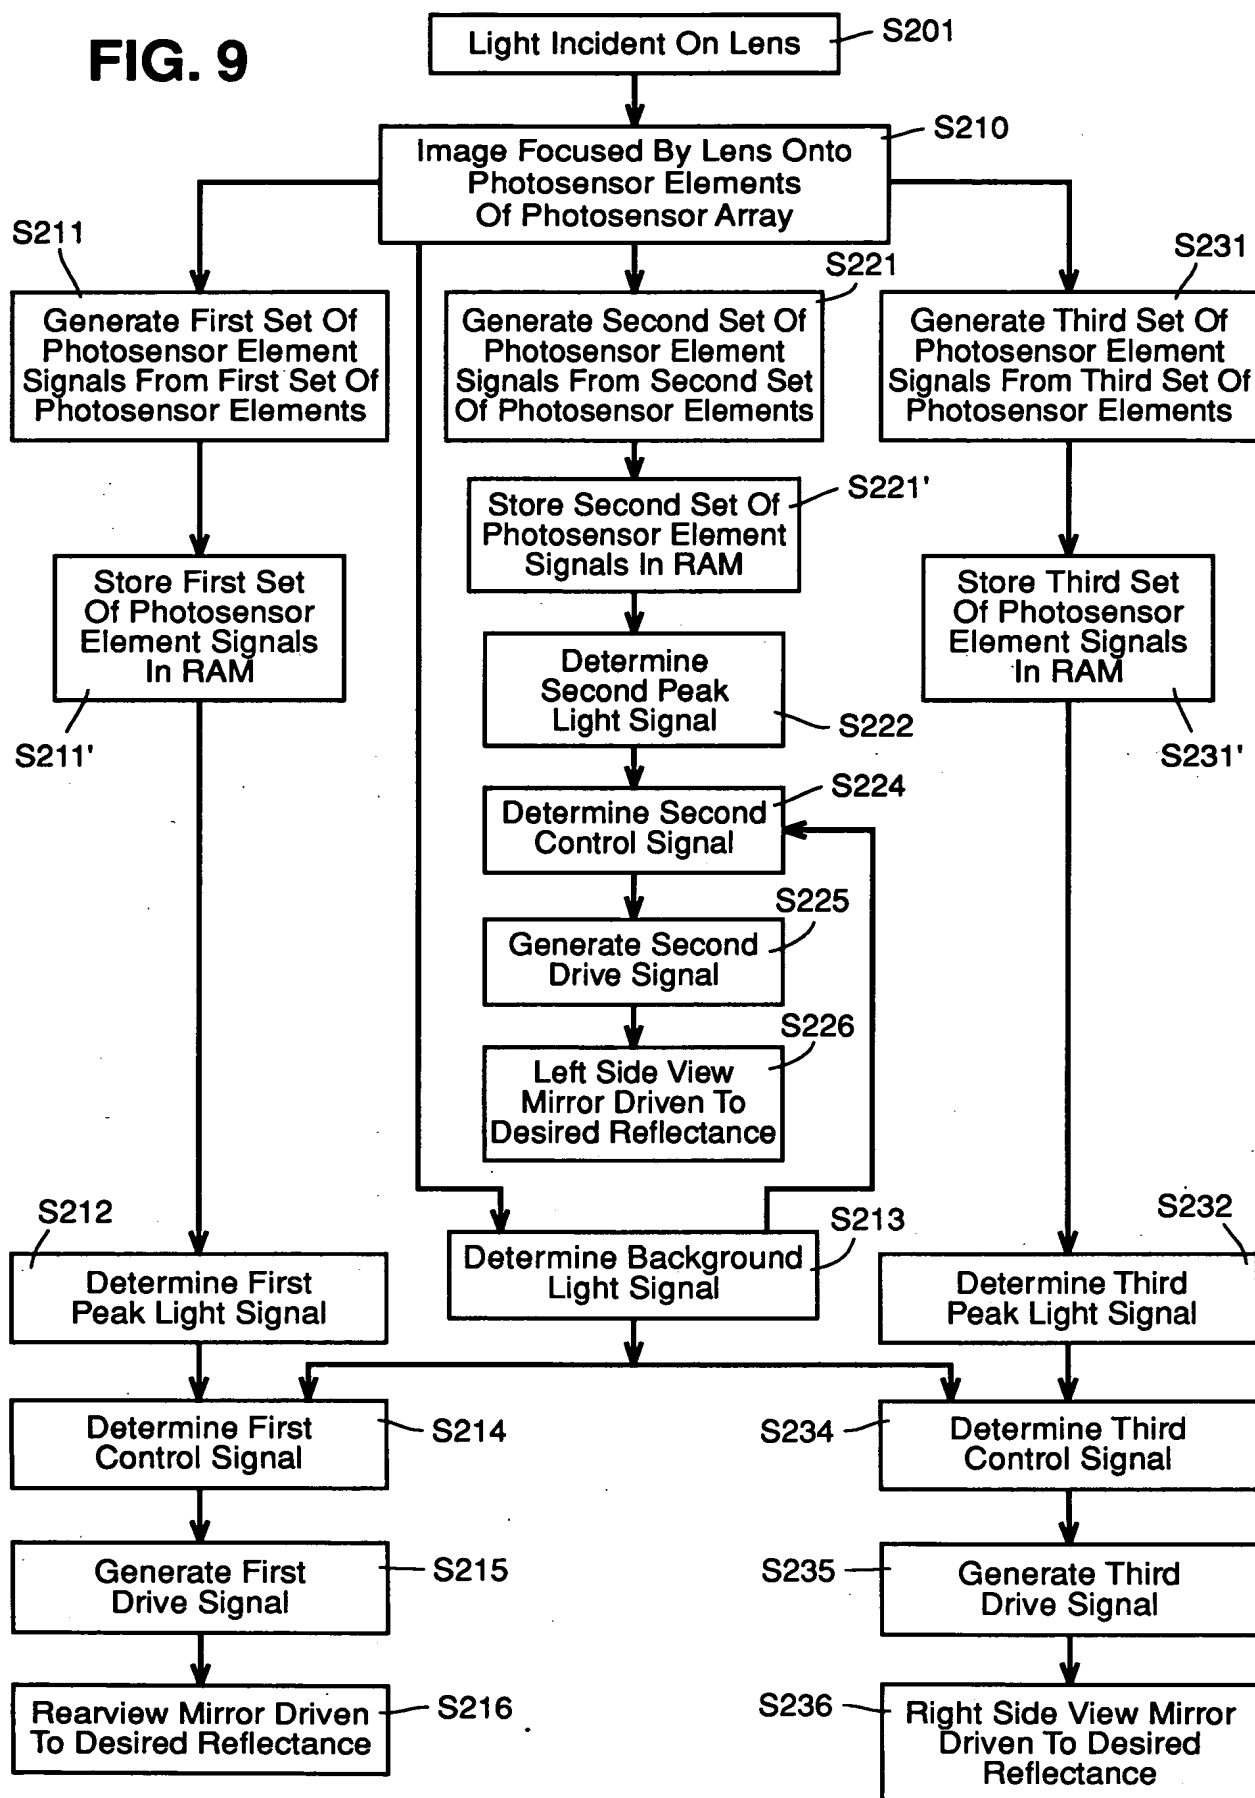 FIG. 9
Light Incident On Lens
S201
Image Focused By Lens Onto
Photosensor Elements
Of Photosensor Array
S210
S211
Generate First Set Of
Photosensor Element
Signals From First Set Of
Photosensor Elements
S221
Generate Second Set Of
Photosensor Element
Signals From Second Set
Of Photosensor Elements
S231
Generate Third Set Of
Photosensor Element
Signals From Third Set Of
Photosensor Elements
Store Second Set Of
Photosensor Element
Signals In RAM
S221'
Store First Set
Of Photosensor
Element Signals
In RAM
S211'
Store Third Set
Of Photosensor
Element Signals
In RAM
S231'
Determine
Second Peak
Light Signal
S222
Determine Second
Control Signal
S224
Generate Second
Drive Signal
S225
Left Side View
Mirror Driven To
Desired Reflectance
S226
S212
Determine First
Peak Light Signal
Determine Background
Light Signal
S213
S232
Determine Third
Peak Light Signal
Determine First
Control Signal
S214
S234
Determine Third
Control Signal
Generate First
Drive Signal
S215
S235
Generate Third
Drive Signal
Rearview Mirror Driven
To Desired Reflectance
S216
S236
Right Side View Mirror
Driven To Desired
Reflectance